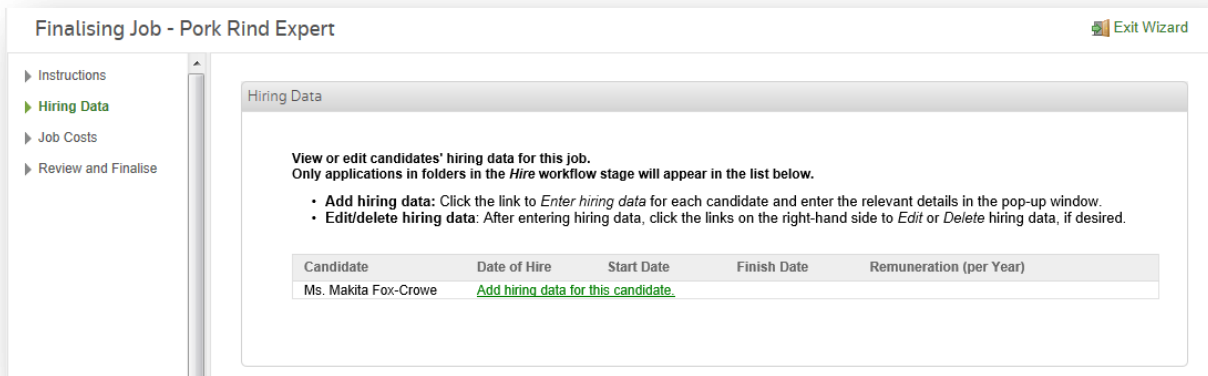 Finalising Job - Pork Rind Expert
Exit Wizard
Instructions
Hiring Data
Job Costs
Review and Finalise
Hiring Data
View or edit candidates' hiring data for this job.
Only applications in folders in the Hire workflow stage will appear in the list below.
• Add hiring data: Click the link to Enter hiring data for each candidate and enter the relevant details in the pop-up window.
• Edit/delete hiring data: After entering hiring data, click the links on the right-hand side to Edit or Delete hiring data, if desired.
Candidate Date of Hire Start Date Finish Date Remuneration (per Year)
Ms. Makita Fox-Crowe Add hiring data for this candidate.